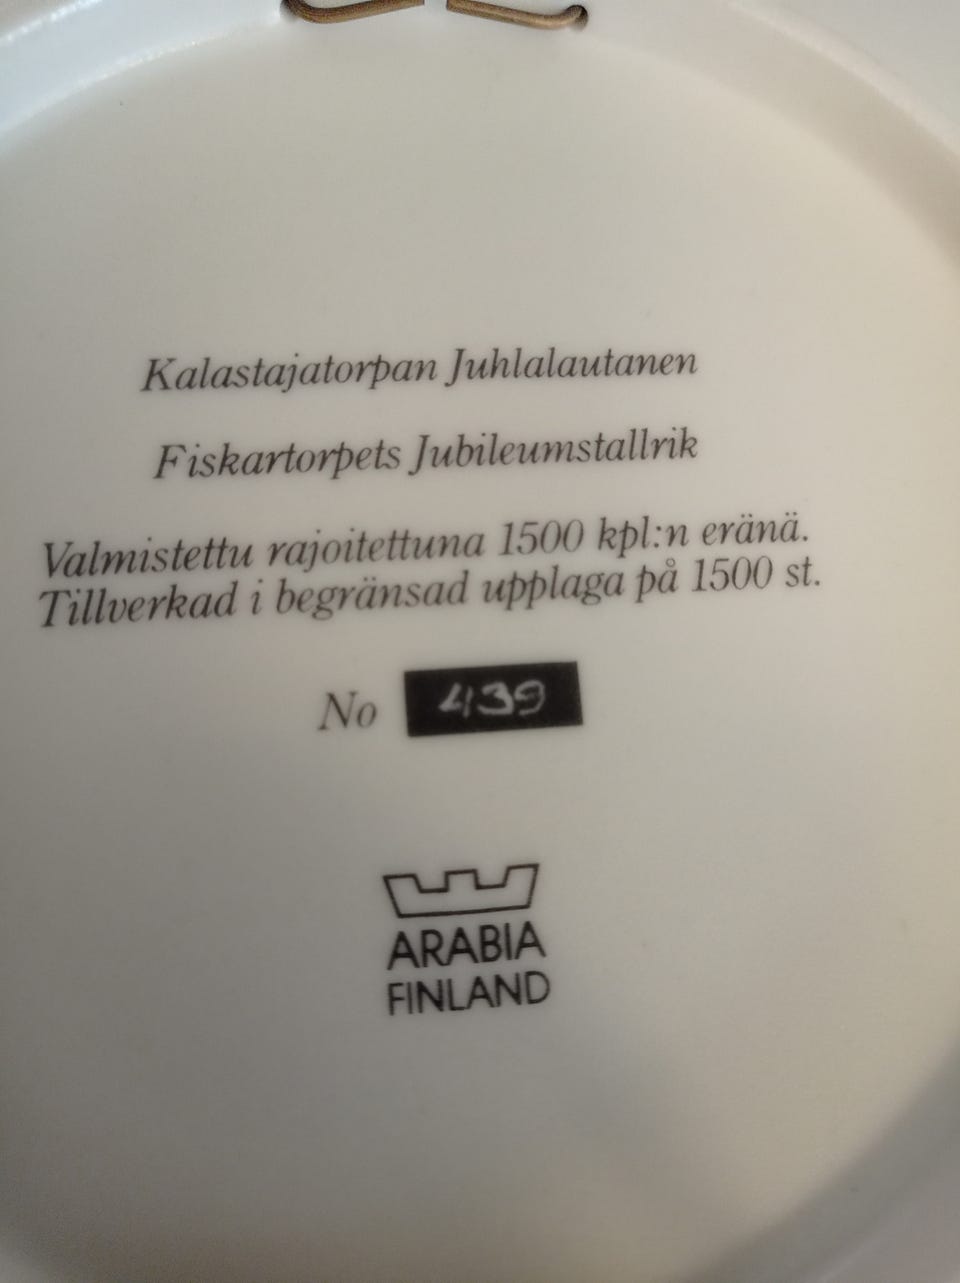 Kalastajatorpan Juhlalautanen
Fiskartorpets Jubileumstallrik
Valmistettu rajoitettuna 1500 kpl:n eränä.
Tillverkad i begränsad upplaga på 1500 st.
No 439
ARABIA
FINLAND